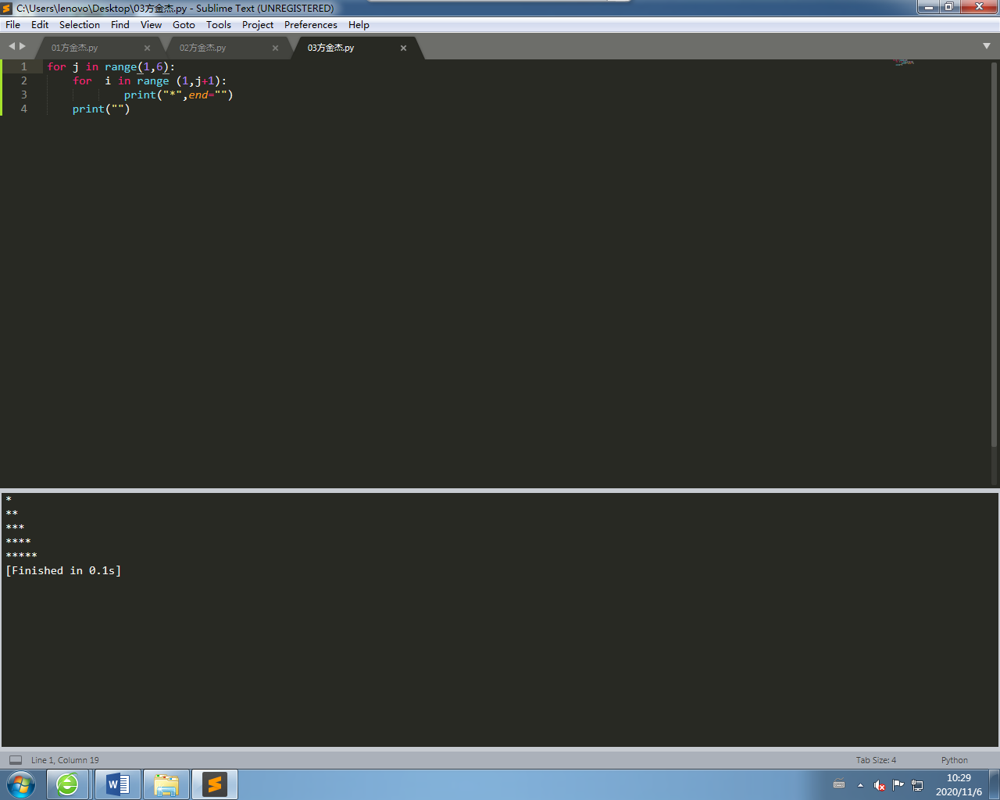 C:\Users\lenovo\Desktop\03方金杰.py - Sublime Text (UNREGISTERED)
File Edit Selection Find View Goto Tools Project Preferences Help
01方金杰.py 02方金杰.py 03方金杰.py
1 for j in range(1,6):
2     for  i in range (1,j+1):
3             print("*",end="")
4     print("")
*
**
***
****
*****
[Finished in 0.1s]
Line 1, Column 19 Tab Size: 4 Python
10:29
2020/11/6